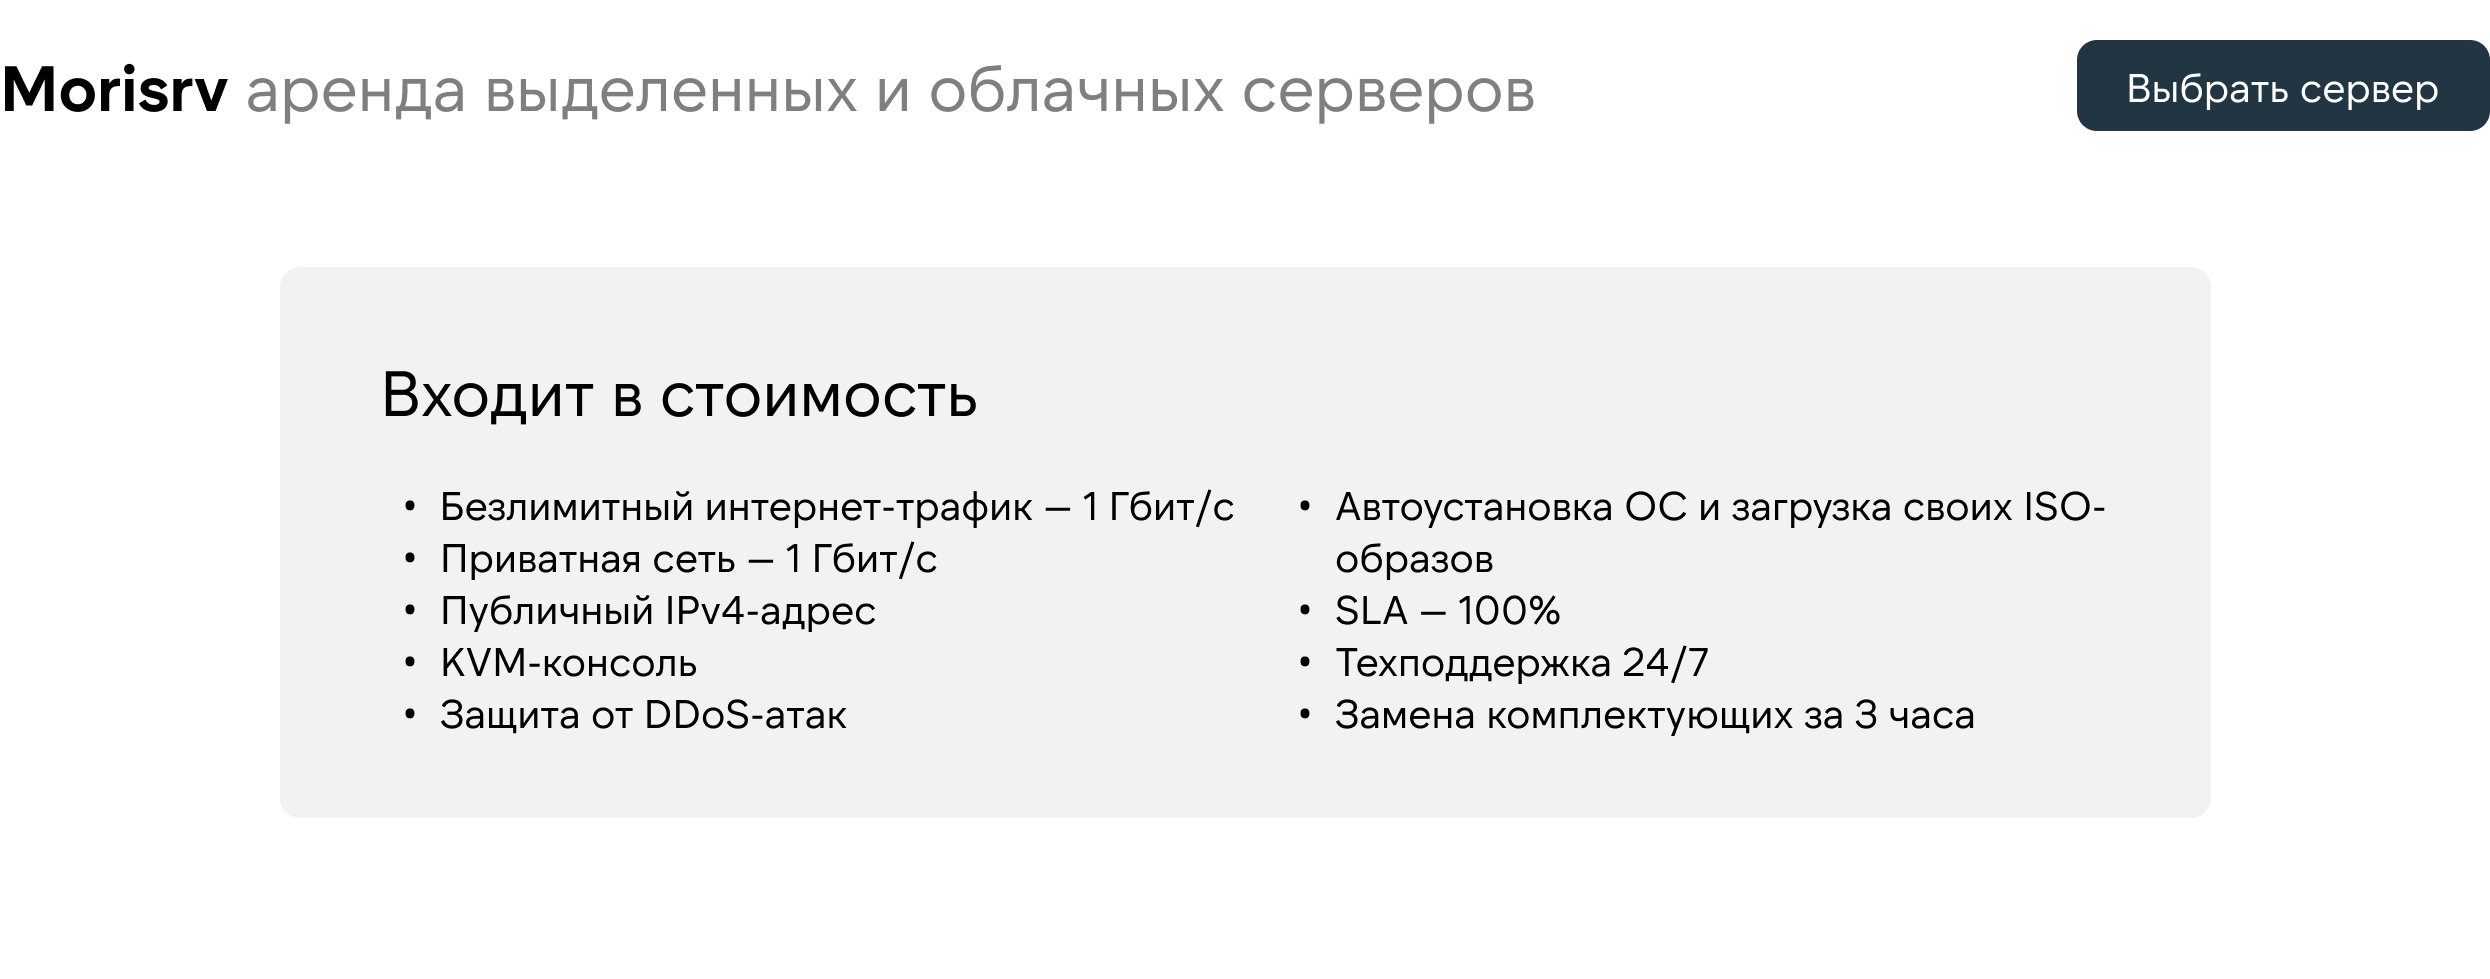 Morisrv аренда выделенных и облачных серверов
Выбрать сервер
Входит в стоимость
• Безлимитный интернет-трафик — 1 Гбит/с
• Приватная сеть — 1 Гбит/с
• Публичный IPv4-адрес
• KVM-консоль
• Защита от DDoS-атак
• Автоустановка ОС и загрузка своих ISO-
образов
• SLA — 100%
• Техподдержка 24/7
• Замена комплектующих за 3 часа